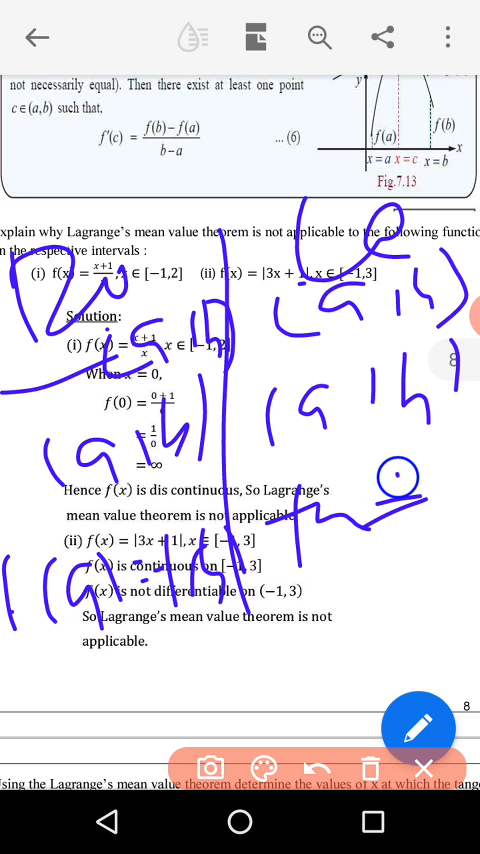 not necessarily equal). Then there exist at least one point
c∈(a,b) such that,
f′(c) = f(b)−f(a) / b−a ... (6)
y
f(a)
f(b)
x
x=a x=c x=b
Fig.7.13
xplain why Lagrange's mean value theorem is not applicable to the following functio
n the respective intervals :
(i) f(x) = x+1 ∈ [−1,2] (ii) f(x) = |3x + 1|, x ∈ [−1,3]
Solution:
(i) f(x) = x+1 / x x ∈ [−1,2]
When x = 0,
f(0) = 0+1
= 1/0
= ∞
Hence f(x) is dis continuous, So Lagrange's
mean value theorem is not applicable
(ii) f(x) = |3x + 1|, x ∈ [−1, 3]
f(x) is continuous on [−1, 3]
f(x) is not differentiable on (−1, 3)
So Lagrange's mean value theorem is not
applicable.
8
8
sing the Lagrange's mean value theorem determine the values of x at which the tange